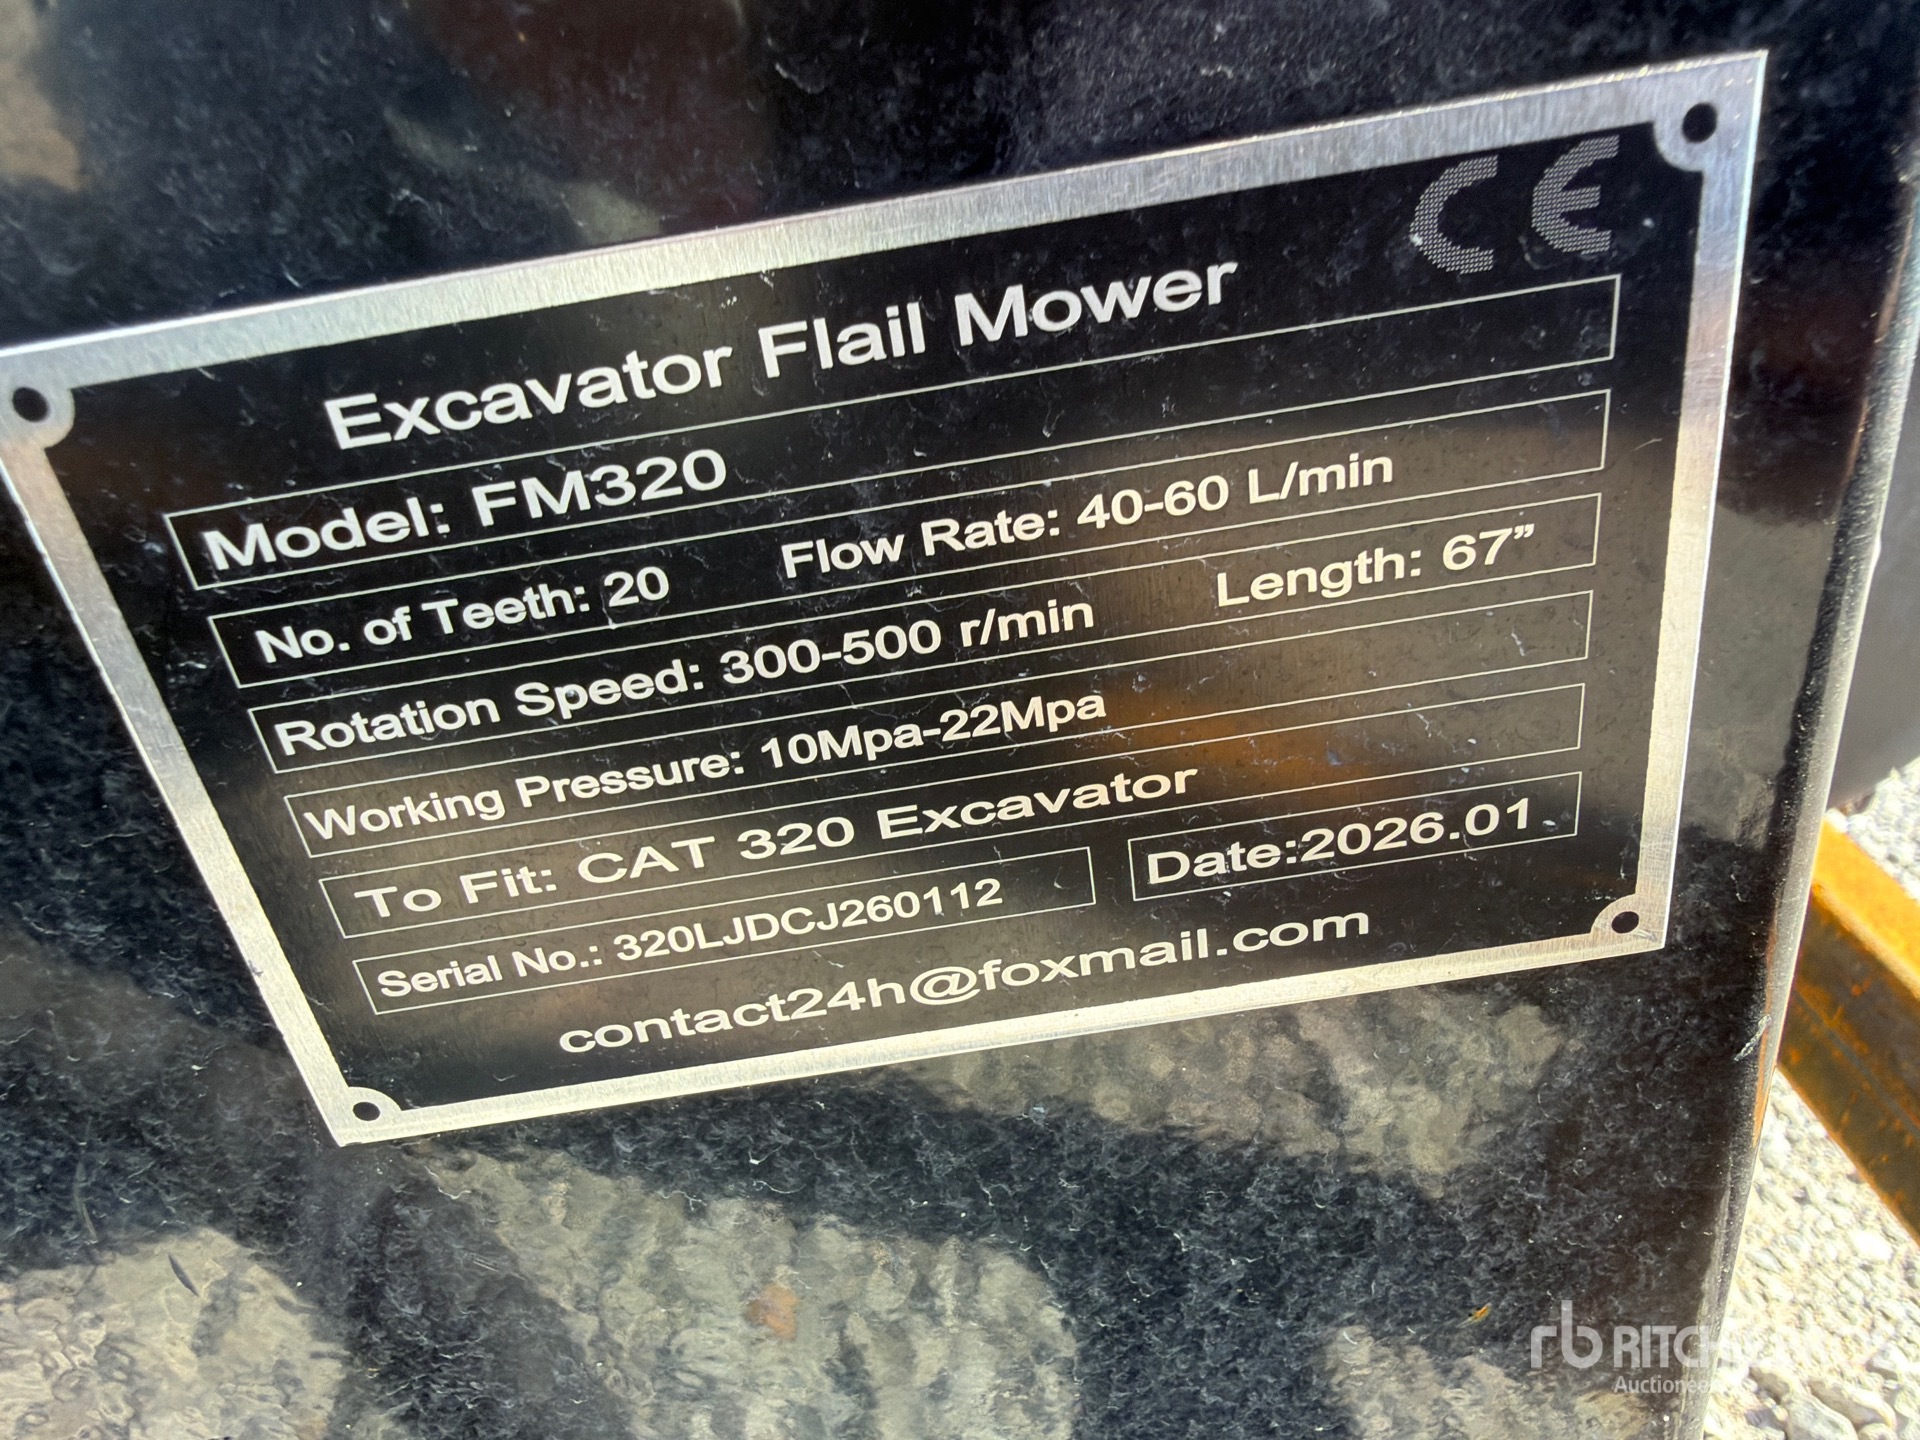 CE
Excavator Flail Mower
Model: FM320
No. of Teeth: 20 Flow Rate: 40-60 L/min
Rotation Speed: 300-500 r/min Length: 67”
Working Pressure: 10Mpa-22Mpa
To Fit: CAT 320 Excavator
Serial No.: 320LJDCJ260112 Date:2026.01
contact24h@foxmail.com
rb